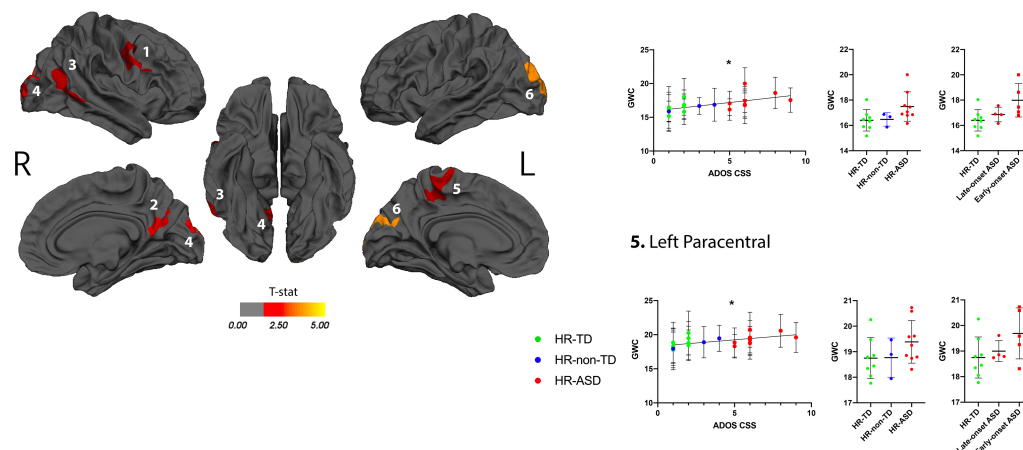 1
3
4
6
R
L
3
4
2
4
5
6
T-stat
0.00 2.50 5.00
HR-TD
HR-non-TD
HR-ASD
25
20
15
10
GWC
*
0 5 10
ADOS CSS
22
20
18
16
14
HR-TD
HR-non-TD
HR-ASD
22
20
18
16
14
HR-TD
Late-onset ASD
Early-onset ASD
5. Left Paracentral
25
20
15
10
GWC
*
0 5 10
ADOS CSS
21
20
19
18
17
HR-TD
HR-non-TD
HR-ASD
21
20
19
18
17
HR-TD
Late-onset ASD
Early-onset ASD